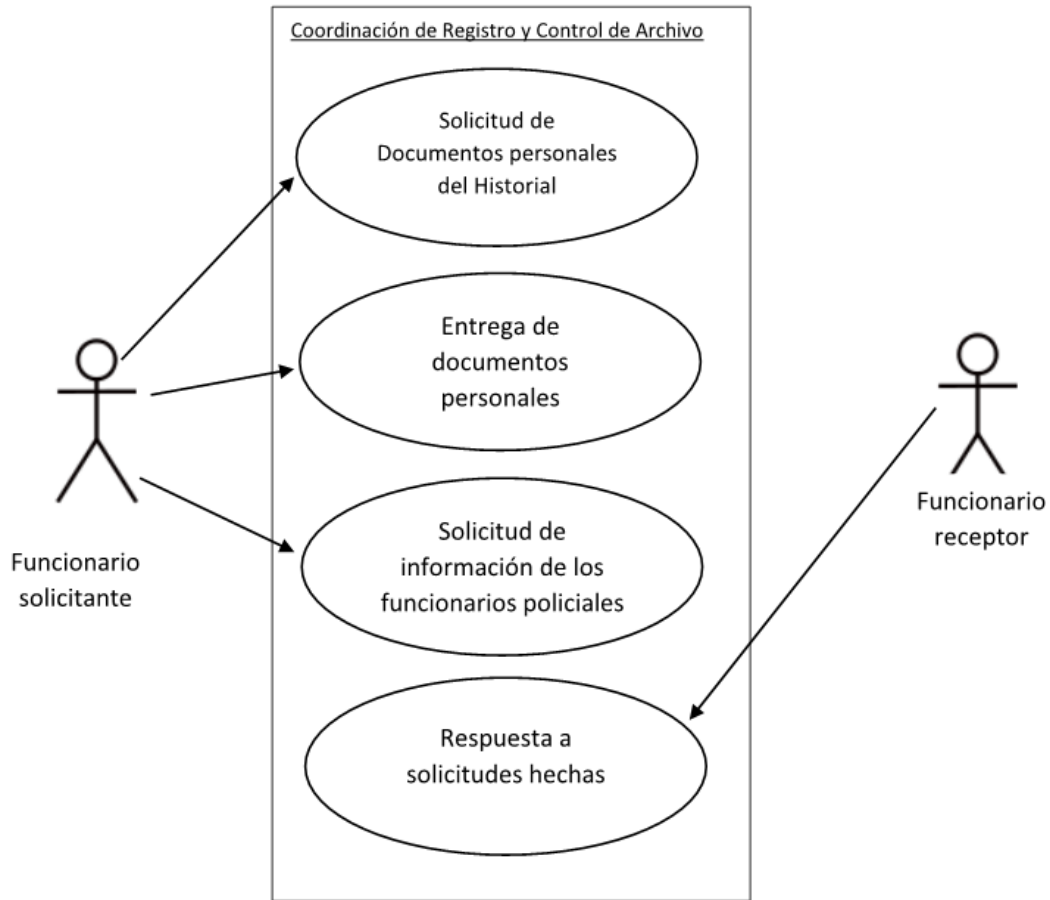 Coordinación de Registro y Control de Archivo
Solicitud de
Documentos personales
del Historial
Entrega de
documentos
personales
Solicitud de
información de los
funcionarios policiales
Respuesta a
solicitudes hechas
Funcionario
solicitante
Funcionario
receptor